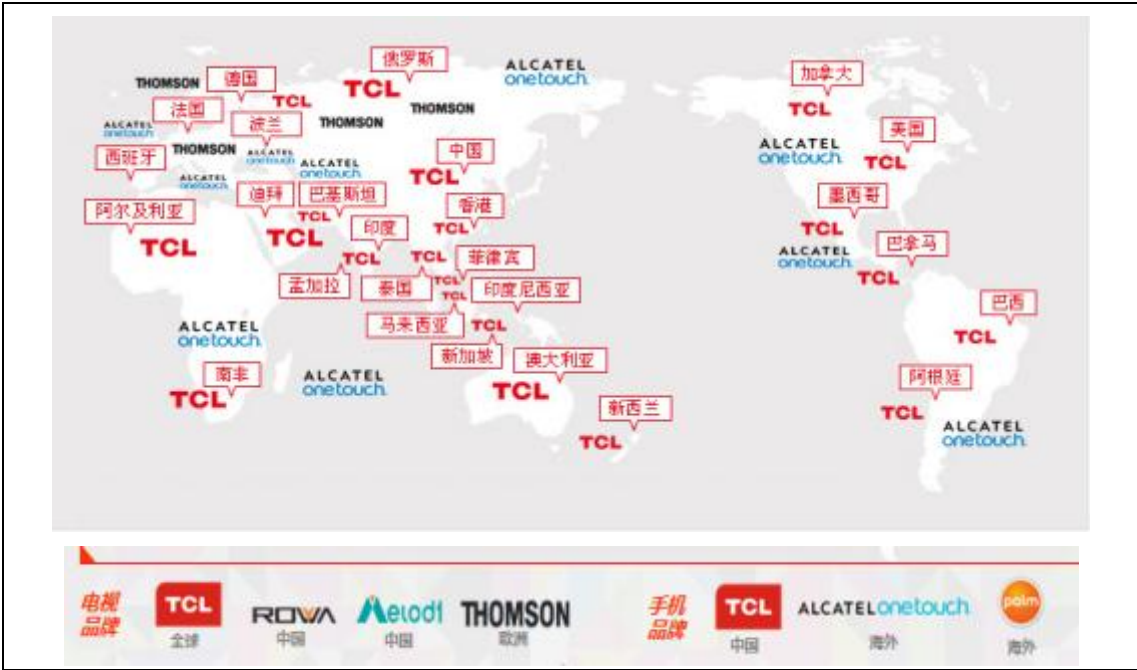 俄罗斯
ALCATEL
onetouch.
加拿大
THOMSON
德国
TCL
TCL
TCL
法国
THOMSON
美国
ALCATEL
onetouch
波兰
THOMSON
ALCATEL
onetouch
TCL
西班牙
THOMSON
ALCATEL
onetouch
ALCATEL
onetouch
中国
TCL
ALCATEL
onetouch
迪拜
巴基斯坦
墨西哥
阿尔及利亚
TCL
香港
TCL
TCL
TCL
印度
TCL
巴拿马
TCL
TCL
菲律宾
ALCATEL
onetouch
TCL
孟加拉
泰国
TCL
TCL
印度尼西亚
巴西
ALCATEL
onetouch
马来西亚
TCL
TCL
新加坡
澳大利亚
南非
ALCATEL
onetouch
阿根廷
TCL
TCL
新西兰
TCL
TCL
ALCATEL
onetouch
电视
品牌
TCL
全球
ROWA
中国
melod1
中国
THOMSON
欧洲
手机
品牌
TCL
中国
ALCATELonetouch
海外
palm
海外